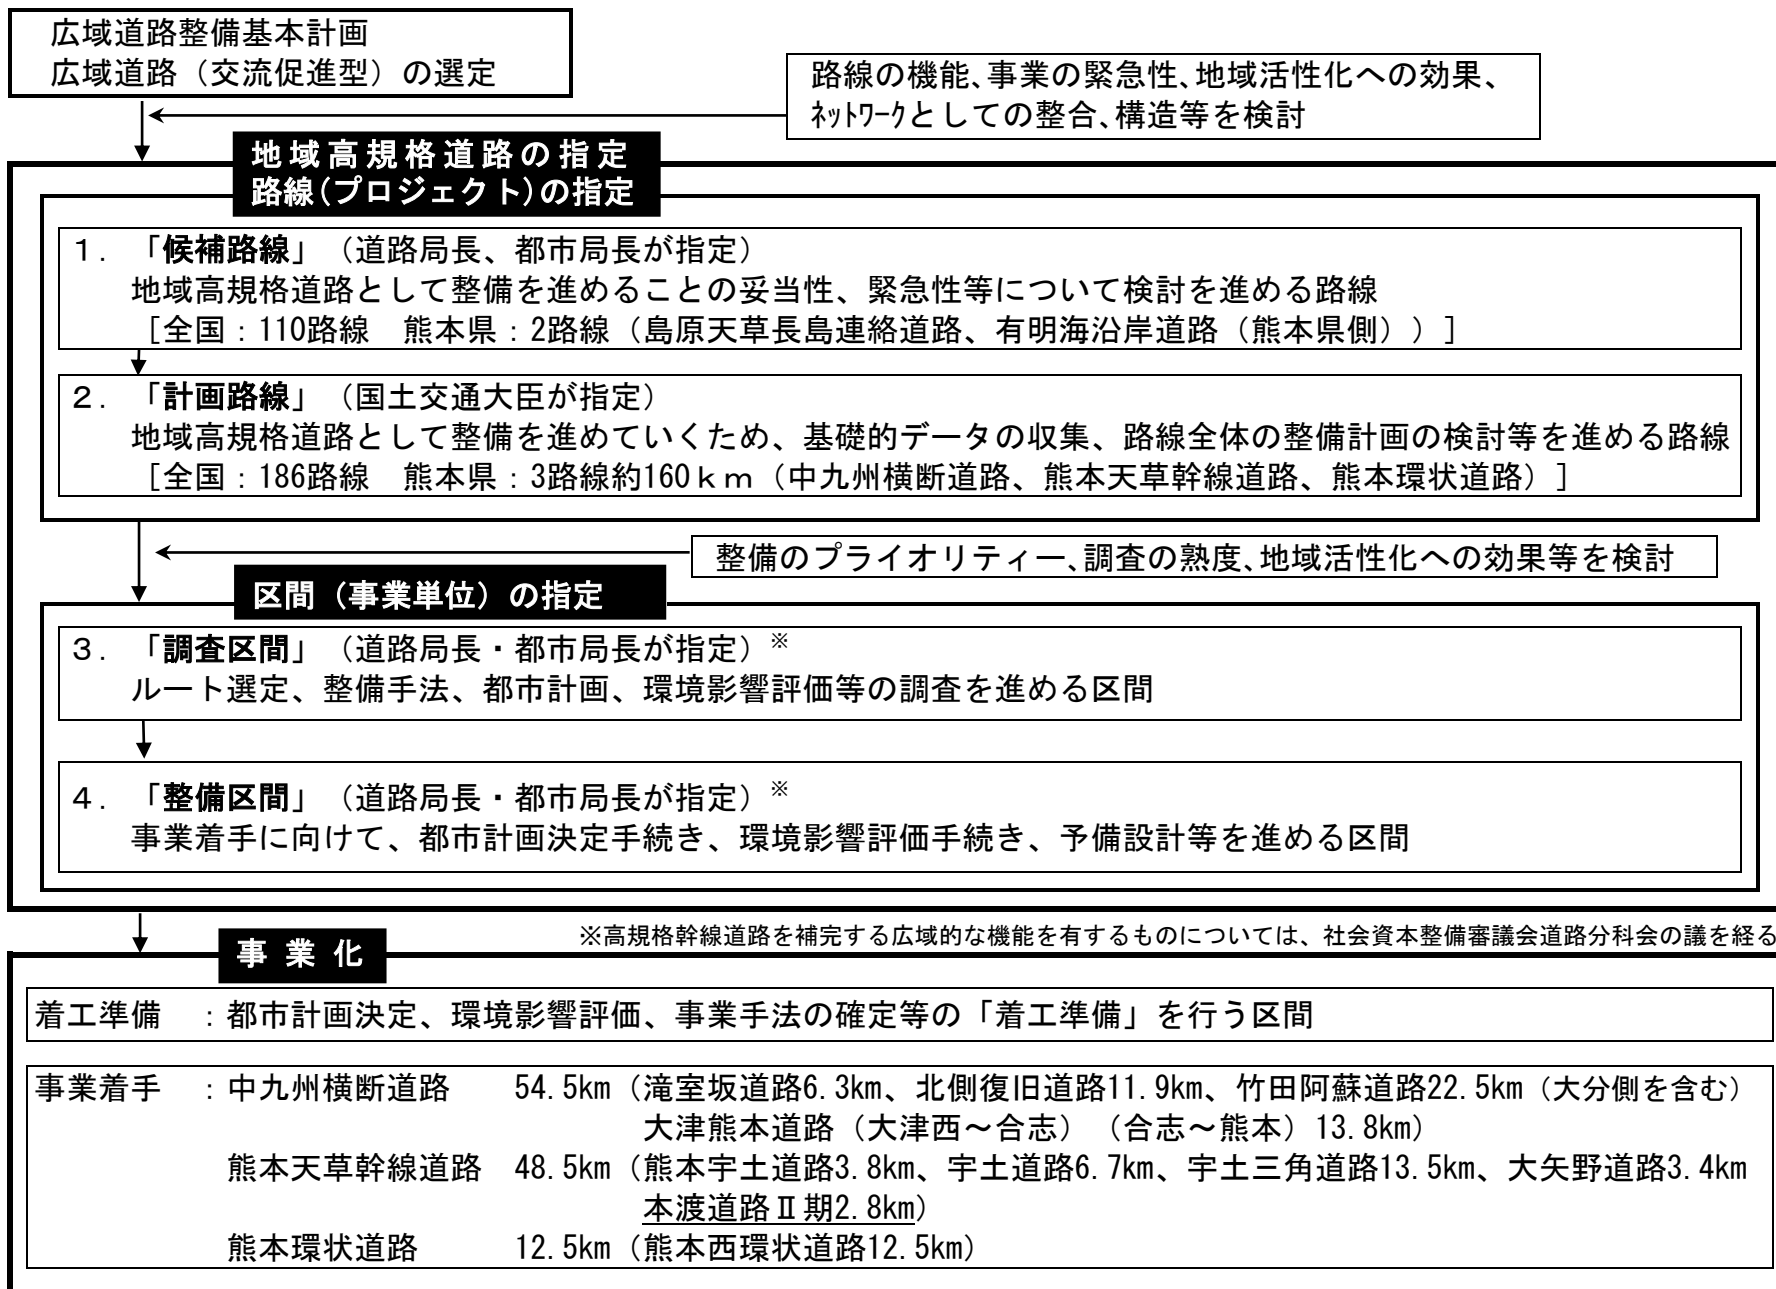 広域道路整備基本計画
広域道路（交流促進型）の選定
路線の機能、事業の緊急性、地域活性化への効果、
ﾈｯﾄﾜｰｸとしての整合、構造等を検討
地域高規格道路の指定
路線(プロジェクト)の指定
１．「候補路線」（道路局長、都市局長が指定）
地域高規格道路として整備を進めることの妥当性、緊急性等について検討を進める路線
［全国：110路線　熊本県：2路線（島原天草長島連絡道路、有明海沿岸道路（熊本県側））］
２．「計画路線」（国土交通大臣が指定）
地域高規格道路として整備を進めていくため、基礎的データの収集、路線全体の整備計画の検討等を進める路線
［全国：186路線　熊本県：3路線約160ｋｍ（中九州横断道路、熊本天草幹線道路、熊本環状道路）］
整備のプライオリティー、調査の熟度、地域活性化への効果等を検討
区間（事業単位）の指定
３．「調査区間」（道路局長・都市局長が指定）※
ルート選定、整備手法、都市計画、環境影響評価等の調査を進める区間
４．「整備区間」（道路局長・都市局長が指定）※
事業着手に向けて、都市計画決定手続き、環境影響評価手続き、予備設計等を進める区間
※高規格幹線道路を補完する広域的な機能を有するものについては、社会資本整備審議会道路分科会の議を経る
事 業 化
着工準備　：都市計画決定、環境影響評価、事業手法の確定等の「着工準備」を行う区間
事業着手　：中九州横断道路　54.5km（滝室坂道路6.3km、北側復旧道路11.9km、竹田阿蘇道路22.5km（大分側を含む）
大津熊本道路（大津西～合志）（合志～熊本）13.8km）
熊本天草幹線道路　48.5km（熊本宇土道路3.8km、宇土道路6.7km、宇土三角道路13.5km、大矢野道路3.4km
本渡道路Ⅱ期2.8km）
熊本環状道路　12.5km（熊本西環状道路12.5km）